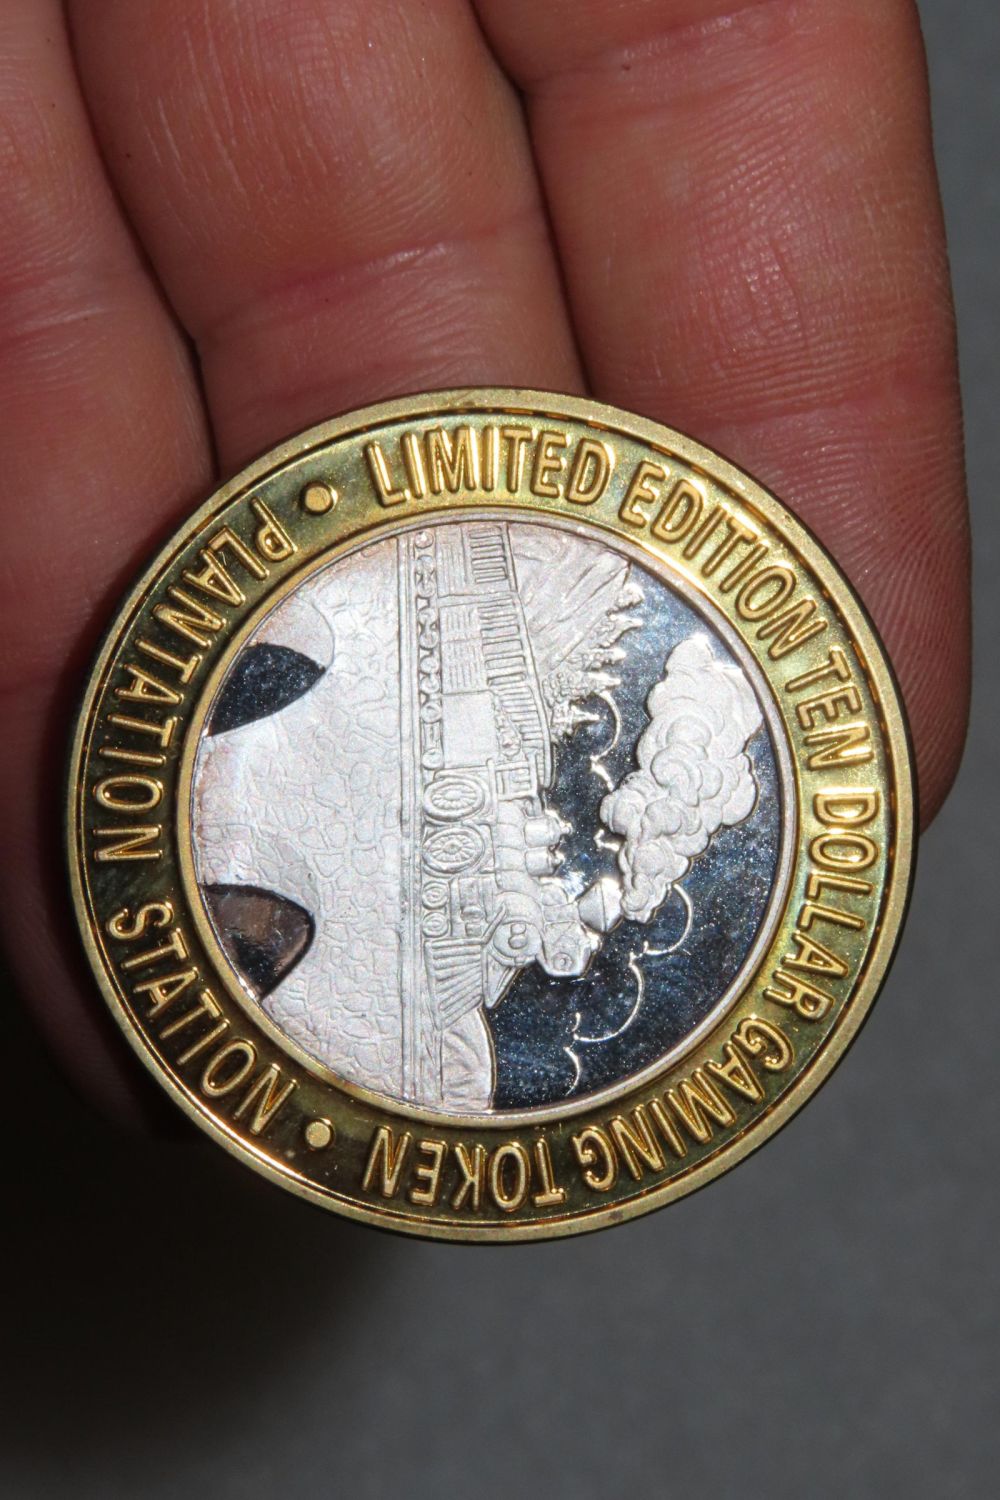 LIMITED EDITION TEN DOLLAR GAMING TOKEN
PLANTATION STATION